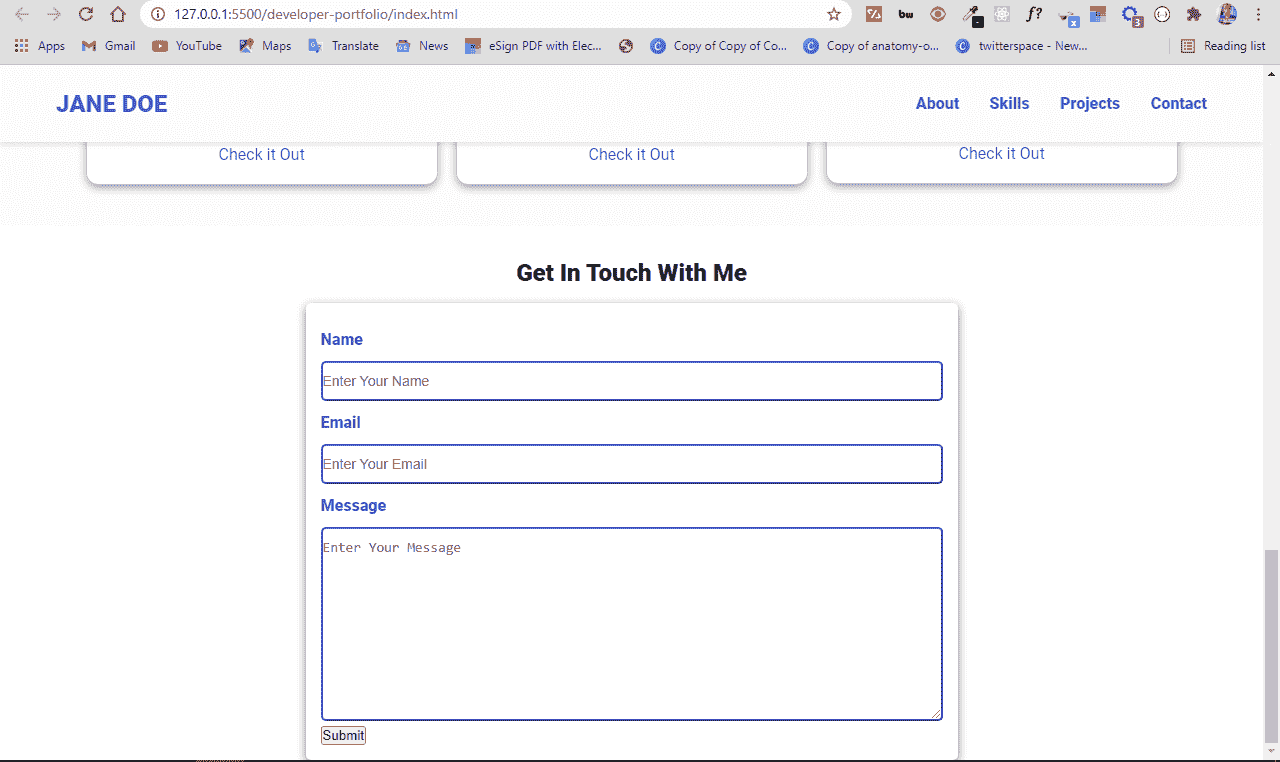 127.0.0.1:5500/developer-portfolio/index.html
bw
f?
x
3
Apps Gmail YouTube Maps Translate News eSign PDF with Elec... Copy of Copy of Co... Copy of anatomy-o... twitterspace - New... Reading list
JANE DOE About Skills Projects Contact
Check it Out Check it Out Check it Out
Get In Touch With Me
Name
Enter Your Name
Email
Enter Your Email
Message
Enter Your Message
Submit